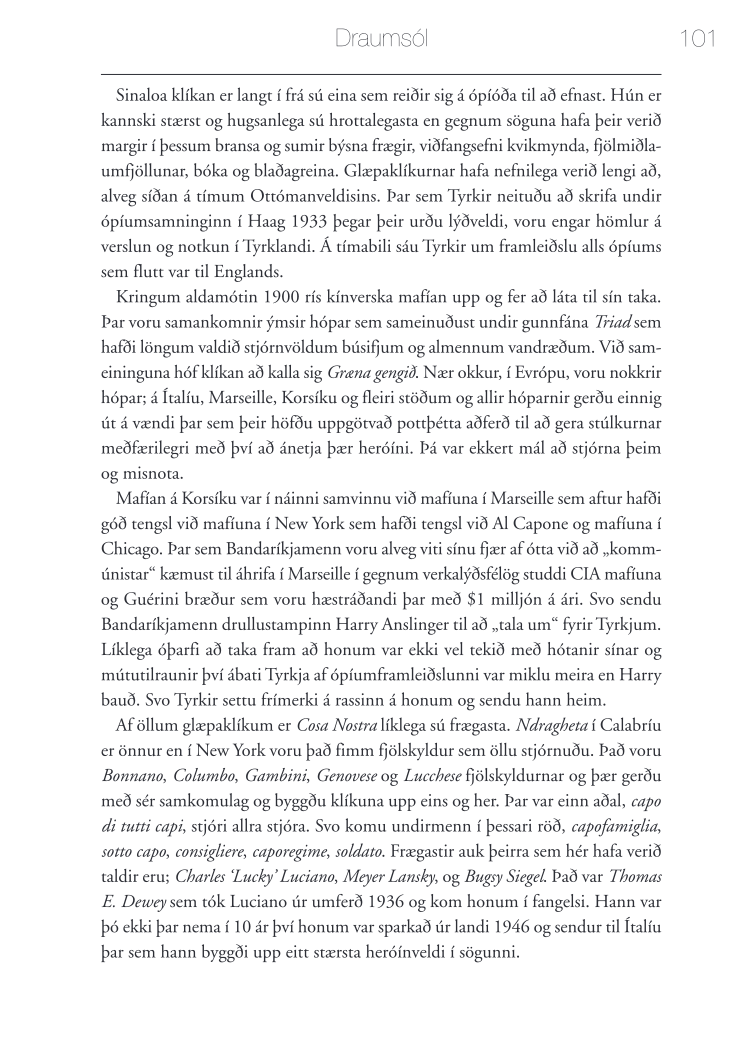 Draumsól 101
Sinaloa klíkan er langt í frá sú eina sem reiðir sig á ópíóða til að efnast. Hún er
kannski stærst og hugsanlega sú hrottalegasta en gegnum söguna hafa þeir verið
margir í þessum bransa og sumir býsna frægir, viðfangsefni kvikmynda, fjölmiðla-
umfjöllunar, bóka og blaðagreina. Glæpaklíkurnar hafa nefnilega verið lengi að,
alveg síðan á tímum Ottómanveldisins. Þar sem Tyrkir neituðu að skrifa undir
ópíumsamninginn í Haag 1933 þegar þeir urðu lýðveldi, voru engar hömlur á
verslun og notkun í Tyrklandi. Á tímabili sáu Tyrkir um framleiðslu alls ópíums
sem flutt var til Englands.
Kringum aldamótin 1900 rís kínverska mafían upp og fer að láta til sín taka.
Þar voru samankomnir ýmsir hópar sem sameinuðust undir gunnfána Triad sem
hafði löngum valdið stjórnvöldum búsifjum og almennum vandræðum. Við sam-
eininguna hóf klíkan að kalla sig Græna gengið. Nær okkur, í Evrópu, voru nokkrir
hópar; á Ítalíu, Marseille, Korsíku og fleiri stöðum og allir hóparnir gerðu einnig
út á vændi þar sem þeir höfðu uppgötvað pottþétta aðferð til að gera stúlkurnar
meðfærilegri með því að ánetja þær heróíni. Þá var ekkert mál að stjórna þeim
og misnota.
Mafían á Korsíku var í náinni samvinnu við mafíuna í Marseille sem aftur hafði
góð tengsl við mafíuna í New York sem hafði tengsl við Al Capone og mafíuna í
Chicago. Þar sem Bandaríkjamenn voru alveg viti sínu fjær af ótta við að „komm-
únistar“ kæmust til áhrifa í Marseille í gegnum verkalýðsfélög studdi CIA mafíuna
og Guérini bræður sem voru hæstráðandi þar með $1 milljón á ári. Svo sendu
Bandaríkjamenn drullustampinn Harry Anslinger til að „tala um“ fyrir Tyrkjum.
Líklega óþarfi að taka fram að honum var ekki vel tekið með hótanir sínar og
mútutilraunir því ábati Tyrkja af ópíumframleiðslunni var miklu meira en Harry
bauð. Svo Tyrkir settu frímerki á rassinn á honum og sendu hann heim.
Af öllum glæpaklíkum er Cosa Nostra líklega sú frægasta. Ndragheta í Calabríu
er önnur en í New York voru það fimm fjölskyldur sem öllu stjórnuðu. Það voru
Bonnano, Columbo, Gambini, Genovese og Lucchese fjölskyldurnar og þær gerðu
með sér samkomulag og byggðu klíkuna upp eins og her. Þar var einn aðal, capo
di tutti capi, stjóri allra stjóra. Svo komu undirmenn í þessari röð, capofamiglia,
sotto capo, consigliere, caporegime, soldato. Frægastir auk þeirra sem hér hafa verið
taldir eru; Charles ‘Lucky’ Luciano, Meyer Lansky, og Bugsy Siegel. Það var Thomas
E. Dewey sem tók Luciano úr umferð 1936 og kom honum í fangelsi. Hann var
þó ekki þar nema í 10 ár því honum var sparkað úr landi 1946 og sendur til Ítalíu
þar sem hann byggði upp eitt stærsta heróínveldi í sögunni.